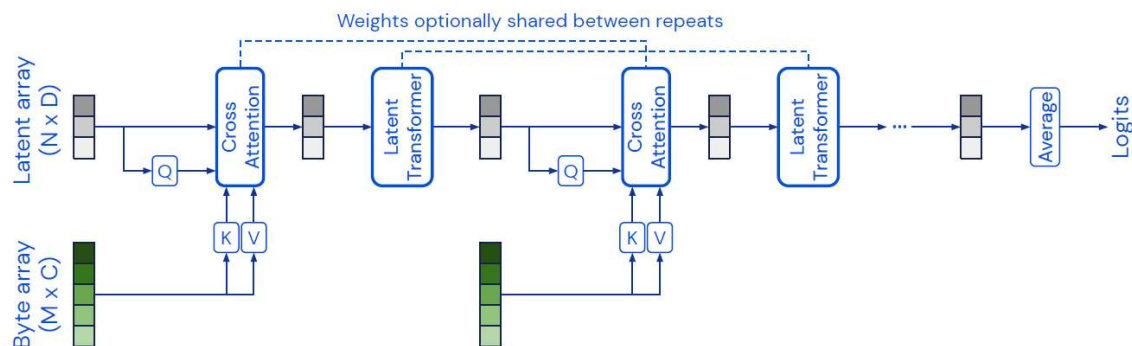 Weights optionally shared between repeats
Latent array
(N x D)
Cross
Attention
Latent
Transformer
Cross
Attention
Latent
Transformer
...
Average
Logits
Q
Q
K
V
K
V
Byte array
(M x C)